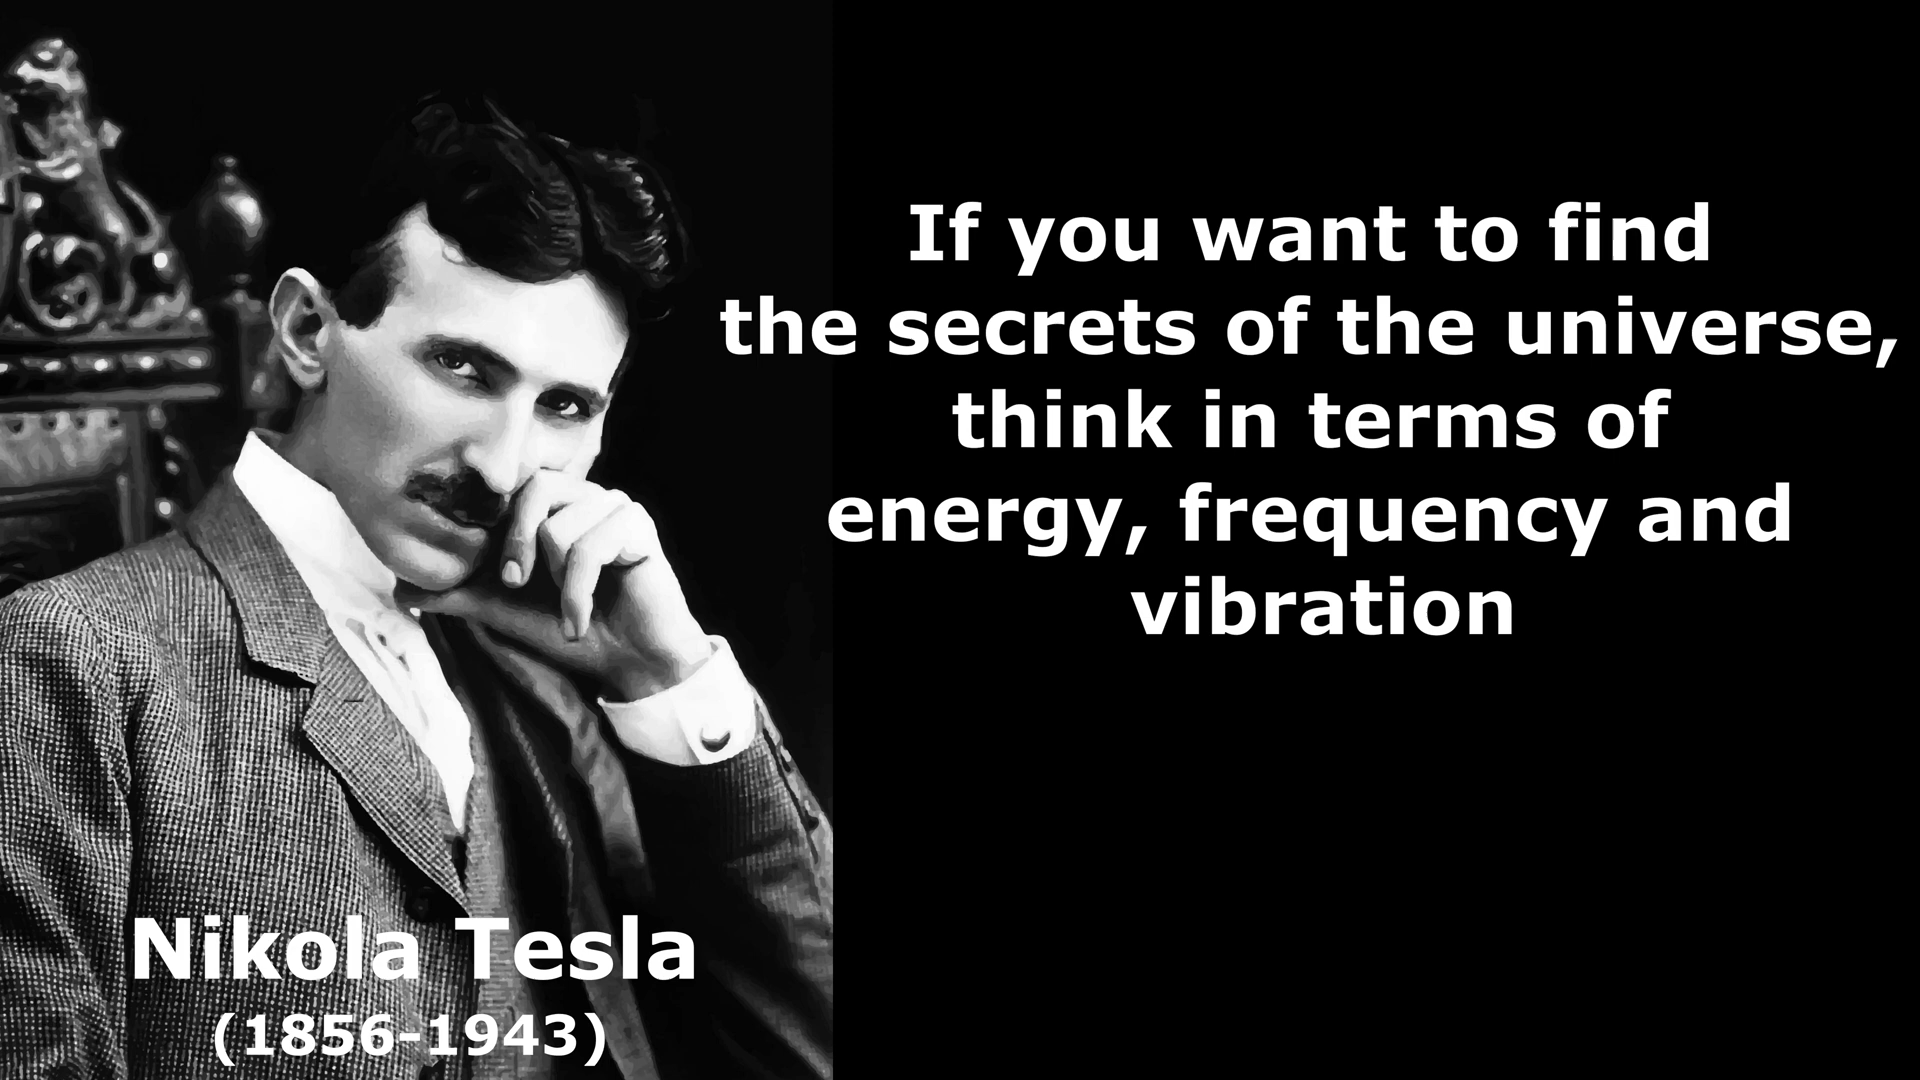 If you want to find
the secrets of the universe,
think in terms of
energy, frequency and
vibration
Nikola Tesla
(1856-1943)